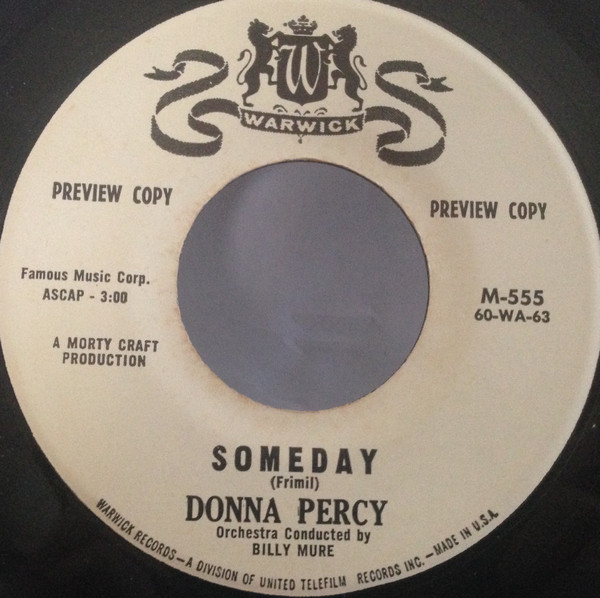 W
WARWICK
PREVIEW COPY
PREVIEW COPY
Famous Music Corp.
ASCAP - 3:00
M-555
60-WA-63
A MORTY CRAFT
PRODUCTION
SOMEDAY
(Frimil)
DONNA PERCY
Orchestra Conducted by
BILLY MURE
WARWICK RECORDS—A DIVISION OF UNITED TELEFILM RECORDS INC.—MADE IN U.S.A.